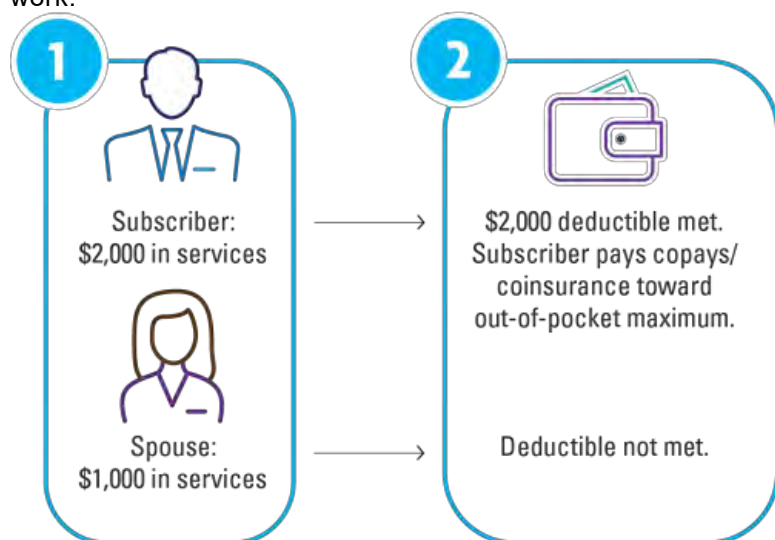 work.
1
Subscriber:
$2,000 in services
Spouse:
$1,000 in services
2
$2,000 deductible met.
Subscriber pays copays/
coinsurance toward
out-of-pocket maximum.
Deductible not met.